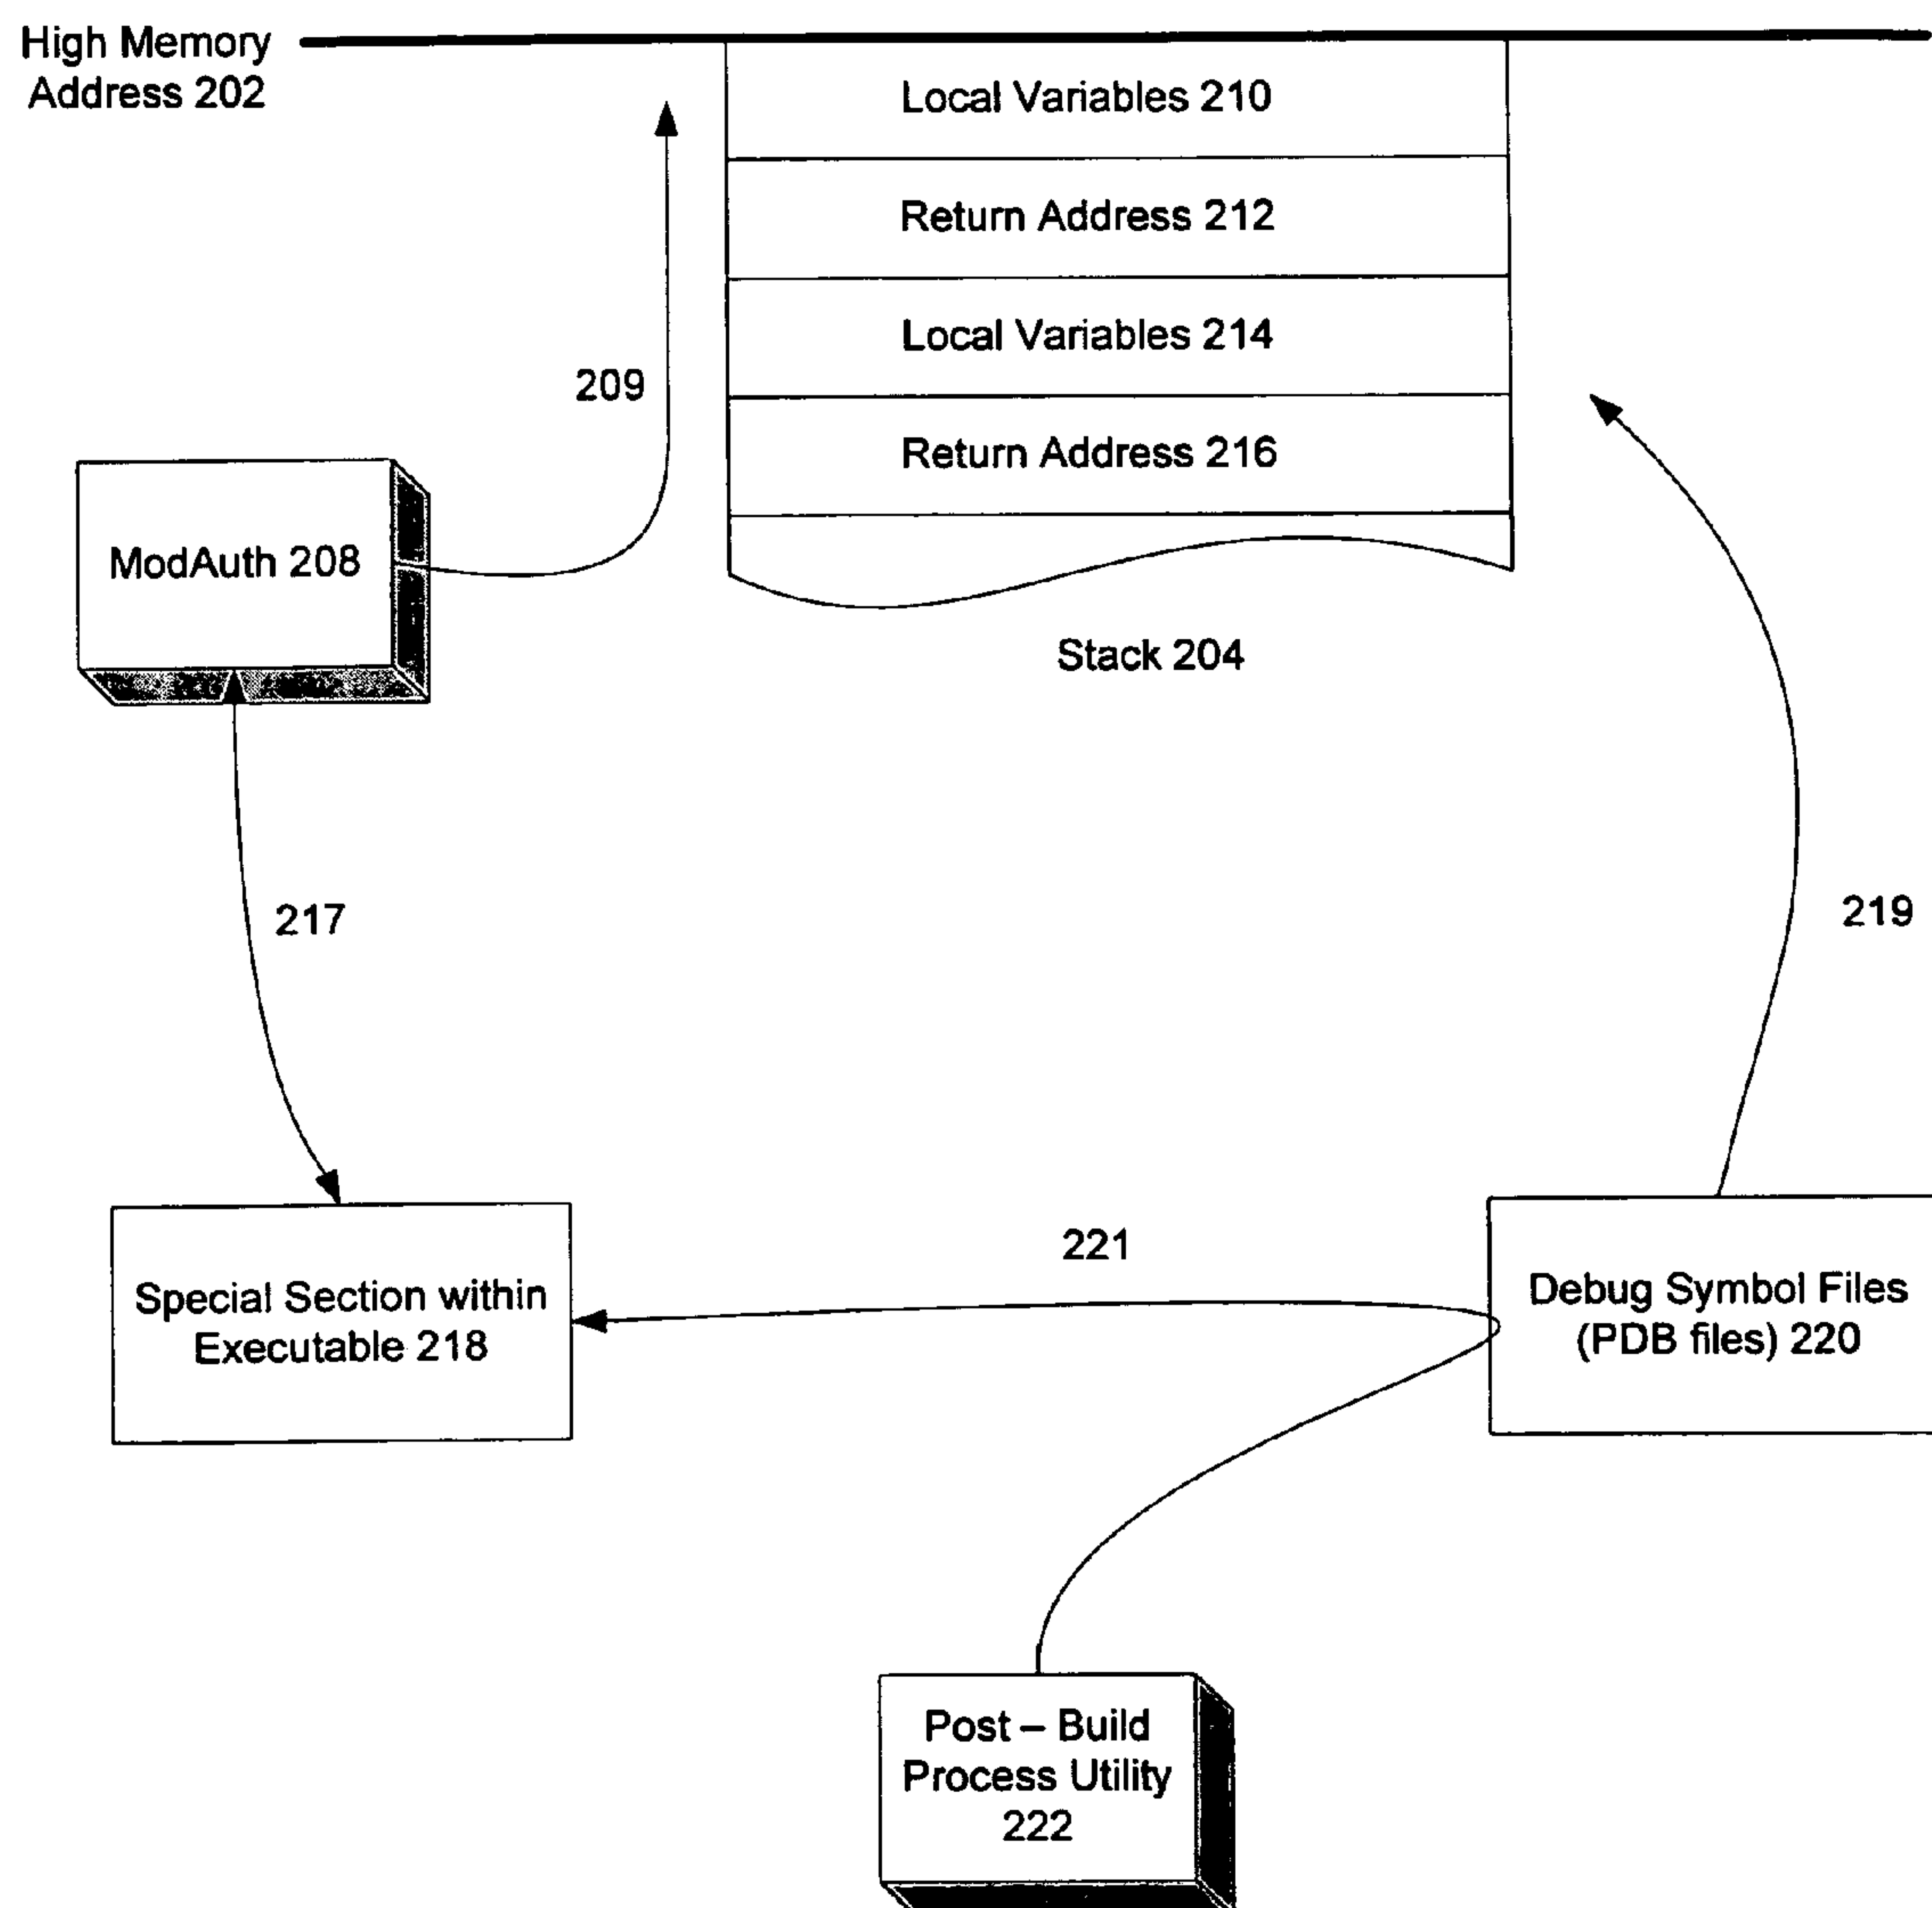 High Memory
Address 202
Local Variables 210
Return Address 212
Local Variables 214
209
Return Address 216
ModAuth 208
Stack 204
217
219
221
Special Section within
Executable 218
Debug Symbol Files
(PDB files) 220
Post – Build
Process Utility
222